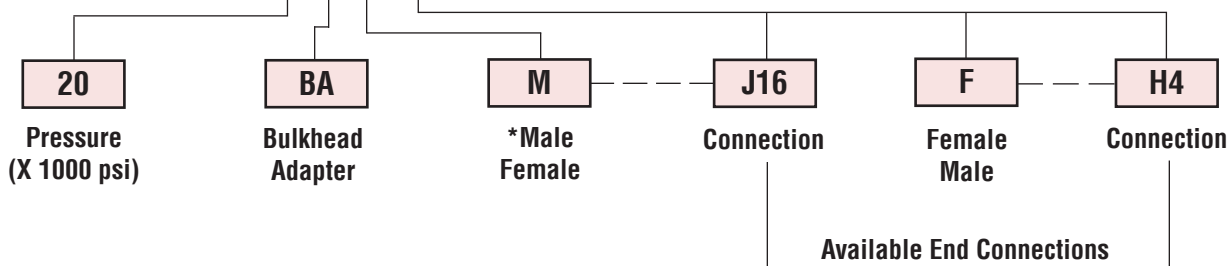 20 BA M J16 F H4
Pressure Bulkhead *Male Connection Female Connection
(X 1000 psi) Adapter Female Male
Available End Connections